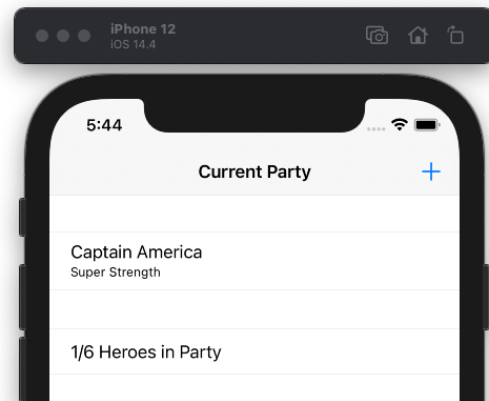 iPhone 12
iOS 14.4
5:44
Current Party
Captain America
Super Strength
1/6 Heroes in Party